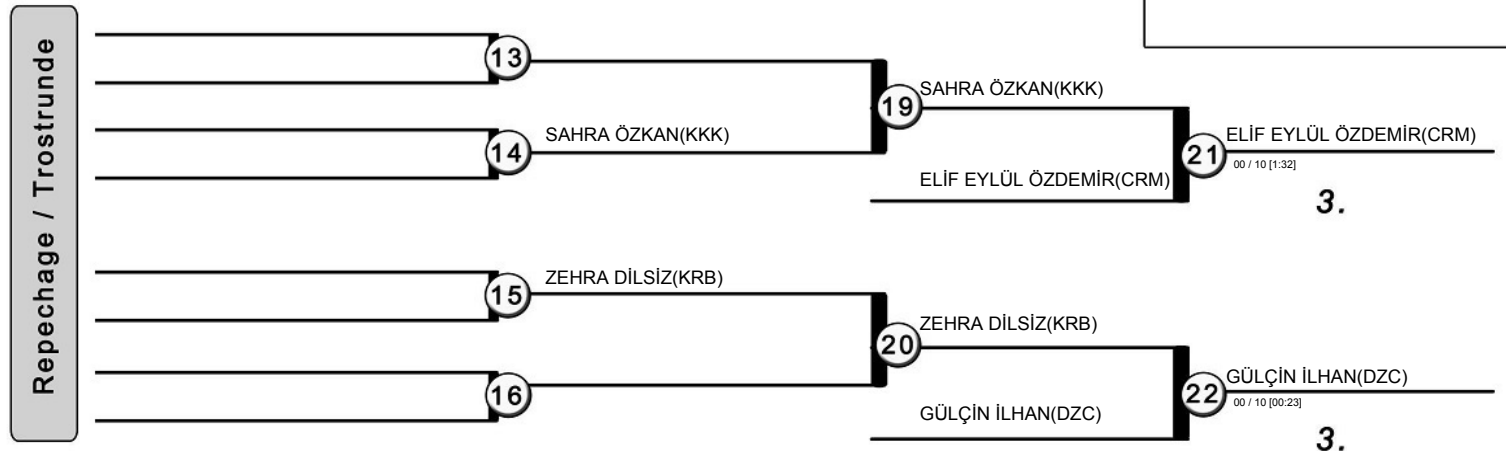 Repechage / Trostrunde
13
SAHRA ÖZKAN(KKK)
14
19
SAHRA ÖZKAN(KKK)
ELİF EYLÜL ÖZDEMİR(CRM)
21
ELİF EYLÜL ÖZDEMİR(CRM)
00 / 10 [1:32]
3.
ZEHRA DİLSİZ(KRB)
15
16
ZEHRA DİLSİZ(KRB)
20
GÜLÇİN İLHAN(DZC)
22
GÜLÇİN İLHAN(DZC)
00 / 10 [00:23]
3.